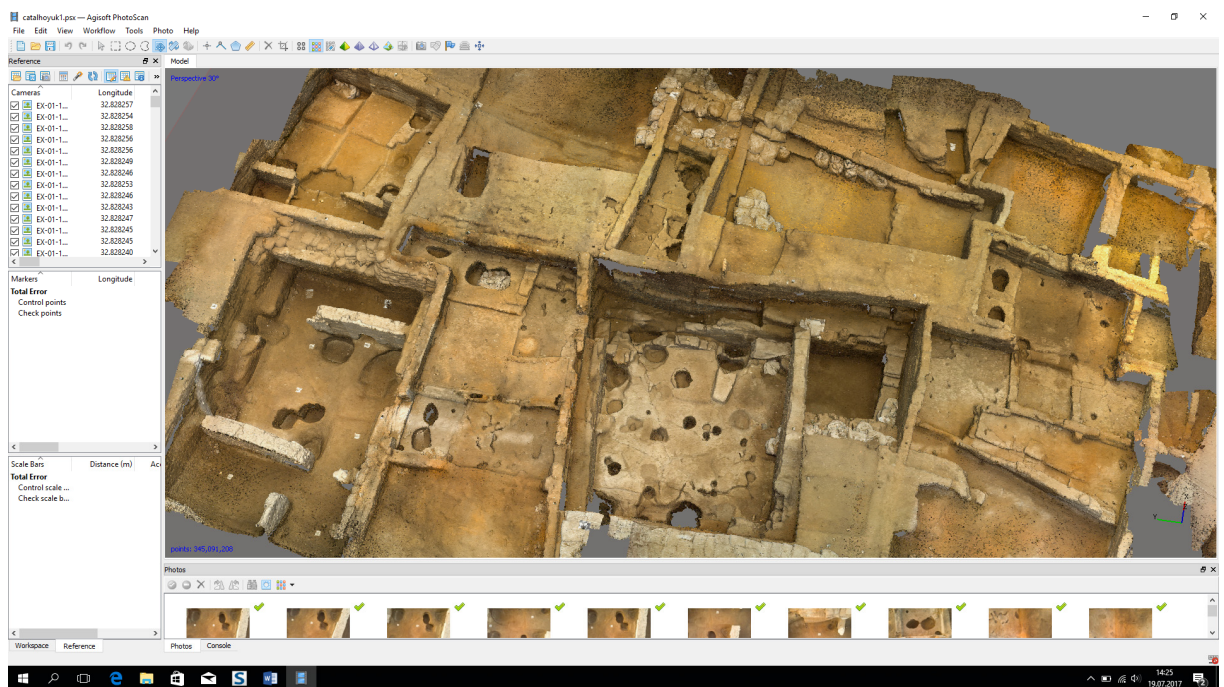 catalhoyuk1.psx — Agisoft PhotoScan
File Edit View Workflow Tools Photo Help
Reference
Model
Perspective 30°
Cameras Longitude
EX-01-1... 32.828257
EX-01-1... 32.828254
EX-01-1... 32.828258
EX-01-1... 32.828256
EX-01-1... 32.828256
EX-01-1... 32.828249
EX-01-1... 32.828246
EX-01-1... 32.828253
EX-01-1... 32.828246
EX-01-1... 32.828243
EX-01-1... 32.828247
EX-01-1... 32.828245
EX-01-1... 32.828245
EX-01-1... 32.828240
Markers Longitude
Total Error
Control points
Check points
Scale Bars Distance (m) Ac
Total Error
Control scale ...
Check scale b...
points: 345,091,208
Y
X
Photos
Workspace Reference
Photos Console
14:25
19.07.2017
2